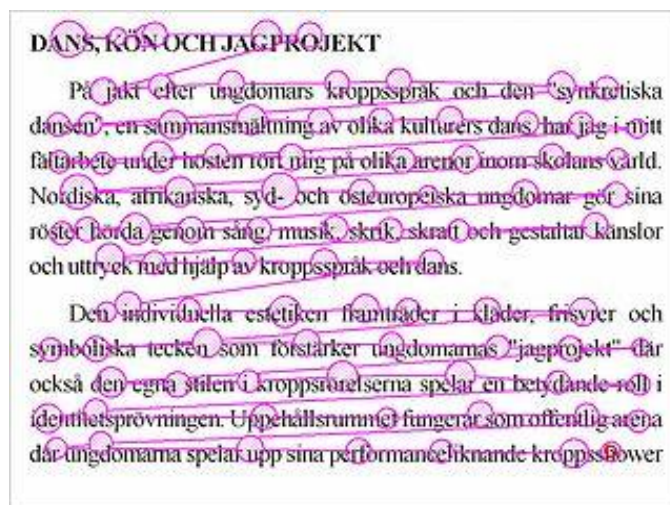 DANS, KÖN OCH JAGPROJEKT
På jakt efter ungdomars kroppsspråk och den "synkretiska
dansen", en sammansmältning av olika kulturers dans, har jag i mitt
fältarbete under hösten rört mig på olika arenor inom skolans värld.
Nordiska, afrikanska, syd- och östeuropeiska ungdomar gör sina
röster hörda genom sång, musik, skrik, skratt och gestaltar känslor
och uttryck med hjälp av kroppsspråk och dans.
Den individuella estetiken framträder i kläder, frisyrer och
symboliska tecken som förstärker ungdomarnas "jagprojekt" där
också den egna stilen i kroppsrörelserna spelar en betydande roll i
identitetsprövningen. Uppehållsrummet fungerar som offentlig arena
där ungdomarna spelar upp sina performanceliknande kroppsshower